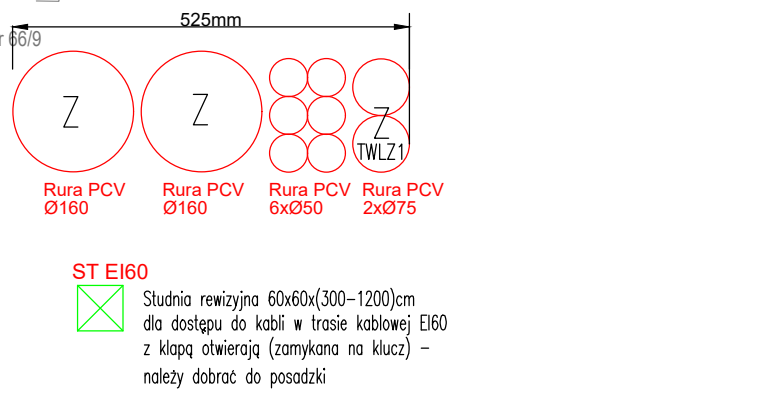 525mm
r 66/9
Z
Z
Z
TWLZ1
Rura PCV
Ø160
Rura PCV
Ø160
Rura PCV
6xØ50
Rura PCV
2xØ75
ST EI60
Studnia rewizyjna 60x60x(300–1200)cm
dla dostępu do kabli w trasie kablowej EI60
z klapą otwierają (zamykana na klucz) –
należy dobrać do posadzki